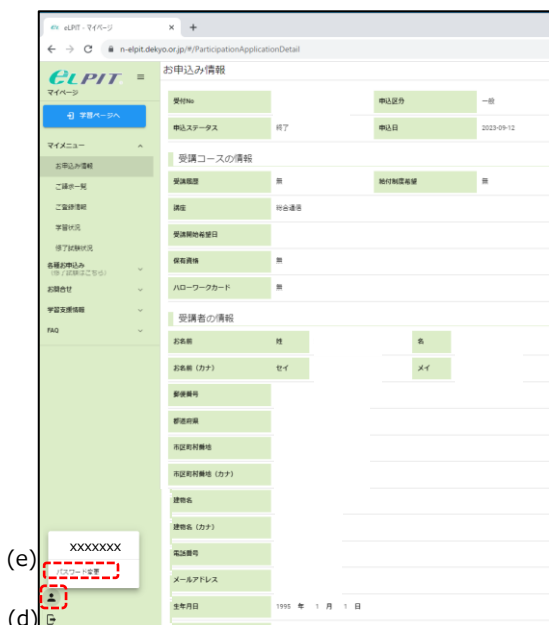 eLPIT - マイページ
n-elpit.dekyo.or.jp/#/ParticipationApplicationDetail
eLPIT
マイページ
学習ページへ
マイメニュー
お申込み情報
ご請求一覧
ご登録情報
学習状況
修了試験状況
各種お申込み
(修了試験はこちら)
お問合せ
学習支援情報
FAQ
お申込み情報
受付No 申込区分 一般
申込ステータス 終了 申込日 2023-09-12
受講コースの情報
受講履歴 無 給付制度希望 無
講座 総合通信
受講開始希望日
保有資格 無
ハローワークカード 無
受講者の情報
お名前 姓 名
お名前（カナ） セイ メイ
郵便番号
都道府県
市区町村番地
市区町村番地（カナ）
建物名
建物名（カナ）
電話番号
メールアドレス
生年月日 1995 年 1 月 1 日
XXXXXXX
(e)
パスワード変更
(d)